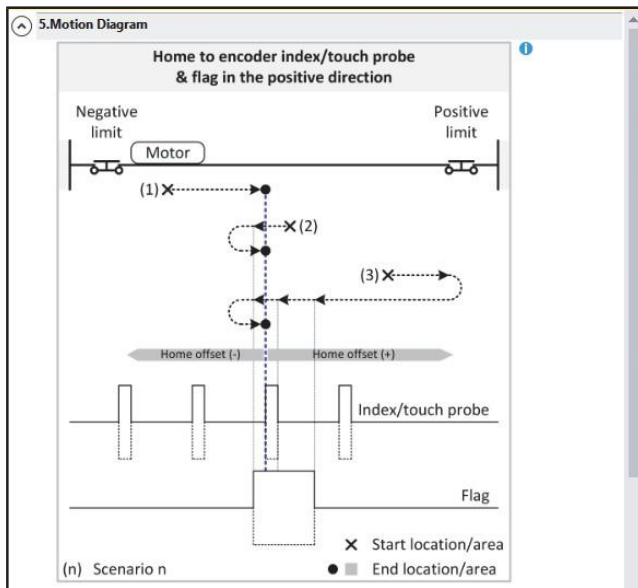 5.Motion Diagram
i
Home to encoder index/touch probe
& flag in the positive direction
Negative
limit
Positive
limit
Motor
(1)
(2)
(3)
Home offset (-)
Home offset (+)
Index/touch probe
Flag
Start location/area
(n) Scenario n
End location/area